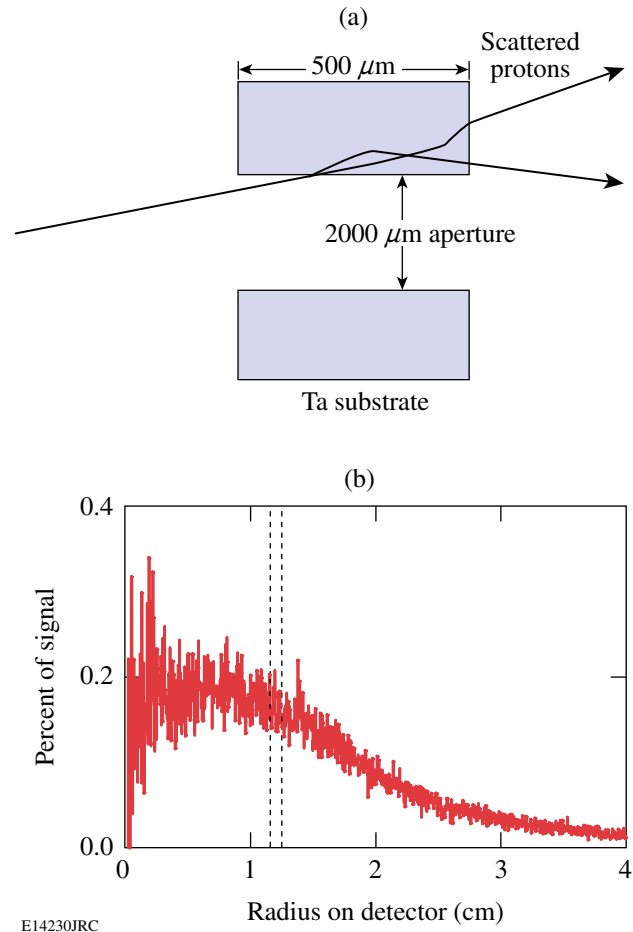 (a)
Scattered
protons
500 μm
2000 μm aperture
Ta substrate
(b)
0.4
0.2
0.0
Percent of signal
0 1 2 3 4
Radius on detector (cm)
E14230JRC